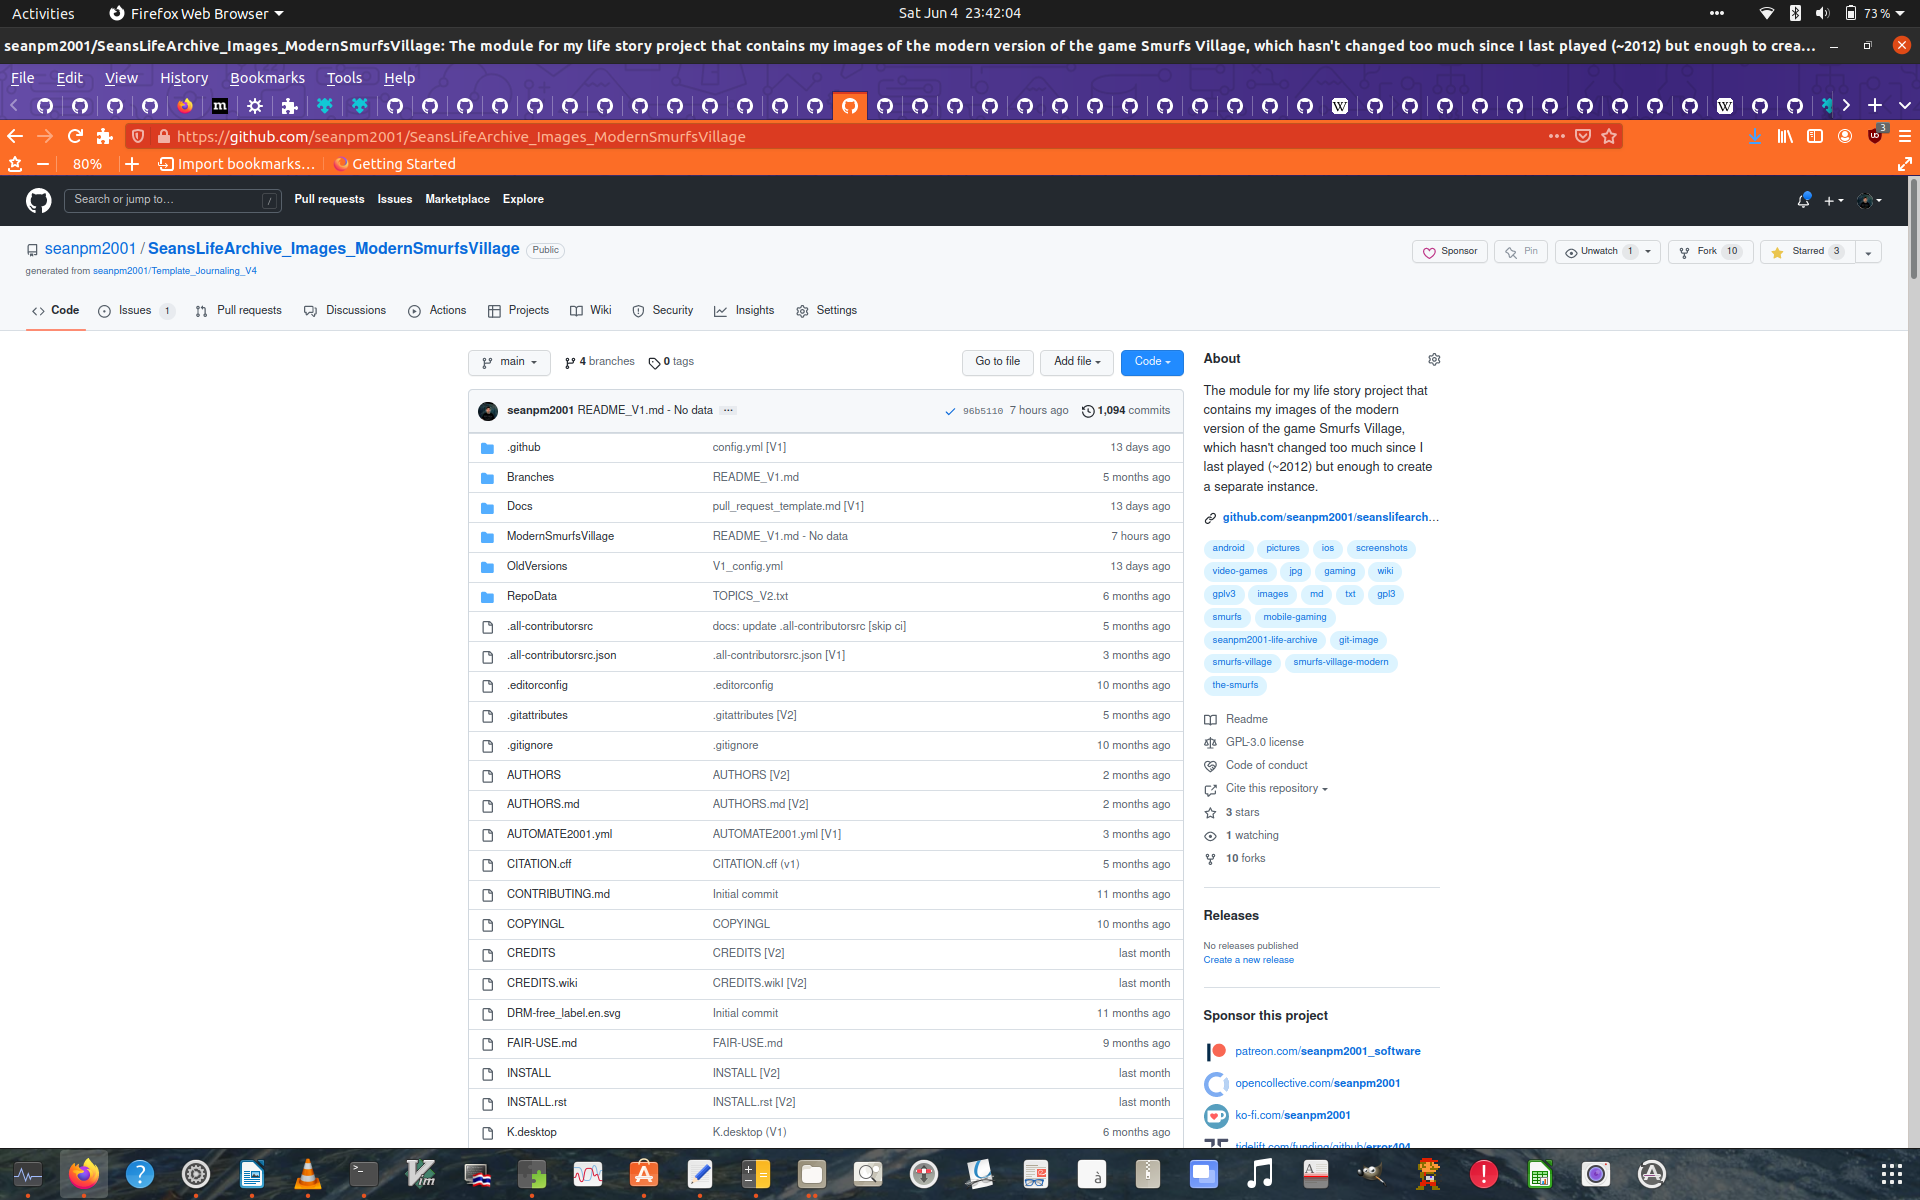 Activities
Firefox Web Browser
Sat Jun 4 23:42:04
73 %
seanpm2001/SeansLifeArchive_Images_ModernSmurfsVillage: The module for my life story project that contains my images of the modern version of the game Smurfs Village, which hasn't changed too much since I last played (~2012) but enough to crea...
File Edit View History Bookmarks Tools Help
https://github.com/seanpm2001/SeansLifeArchive_Images_ModernSmurfsVillage
3
80%
Import bookmarks...
Getting Started
Search or jump to...
/
Pull requests Issues Marketplace Explore
seanpm2001 / SeansLifeArchive_Images_ModernSmurfsVillage Public
generated from seanpm2001/Template_Journaling_V4
Sponsor
Pin
Unwatch 1
Fork 10
Starred 3
Code
Issues 1
Pull requests
Discussions
Actions
Projects
Wiki
Security
Insights
Settings
main
4 branches
0 tags
Go to file
Add file
Code
seanpm2001 README_V1.md - No data ... 96b5110 7 hours ago 1,094 commits
.github config.yml [V1] 13 days ago
Branches README_V1.md 5 months ago
Docs pull_request_template.md [V1] 13 days ago
ModernSmurfsVillage README_V1.md - No data 7 hours ago
OldVersions V1_config.yml 13 days ago
RepoData TOPICS_V2.txt 6 months ago
.all-contributorsrc docs: update .all-contributorsrc [skip ci] 5 months ago
.all-contributorsrc.json .all-contributorsrc.json [V1] 3 months ago
.editorconfig .editorconfig 10 months ago
.gitattributes .gitattributes [V2] 5 months ago
.gitignore .gitignore 10 months ago
AUTHORS AUTHORS [V2] 2 months ago
AUTHORS.md AUTHORS.md [V2] 2 months ago
AUTOMATE2001.yml AUTOMATE2001.yml [V1] 3 months ago
CITATION.cff CITATION.cff (v1) 5 months ago
CONTRIBUTING.md Initial commit 11 months ago
COPYINGL COPYINGL 10 months ago
CREDITS CREDITS [V2] last month
CREDITS.wiki CREDITS.wikI [V2] last month
DRM-free_label.en.svg Initial commit 11 months ago
FAIR-USE.md FAIR-USE.md 9 months ago
INSTALL INSTALL [V2] last month
INSTALL.rst INSTALL.rst [V2] last month
K.desktop K.desktop (V1) 6 months ago
About
The module for my life story project that
contains my images of the modern
version of the game Smurfs Village,
which hasn't changed too much since I
last played (~2012) but enough to create
a separate instance.
github.com/seanpm2001/seanslifearch...
android pictures ios screenshots
video-games jpg gaming wiki
gplv3 images md txt gpl3
smurfs mobile-gaming
seanpm2001-life-archive git-image
smurfs-village smurfs-village-modern
the-smurfs
Readme
GPL-3.0 license
Code of conduct
Cite this repository
3 stars
1 watching
10 forks
Releases
No releases published
Create a new release
Sponsor this project
patreon.com/seanpm2001_software
opencollective.com/seanpm2001
ko-fi.com/seanpm2001
tidelift.com/funding/github/error404